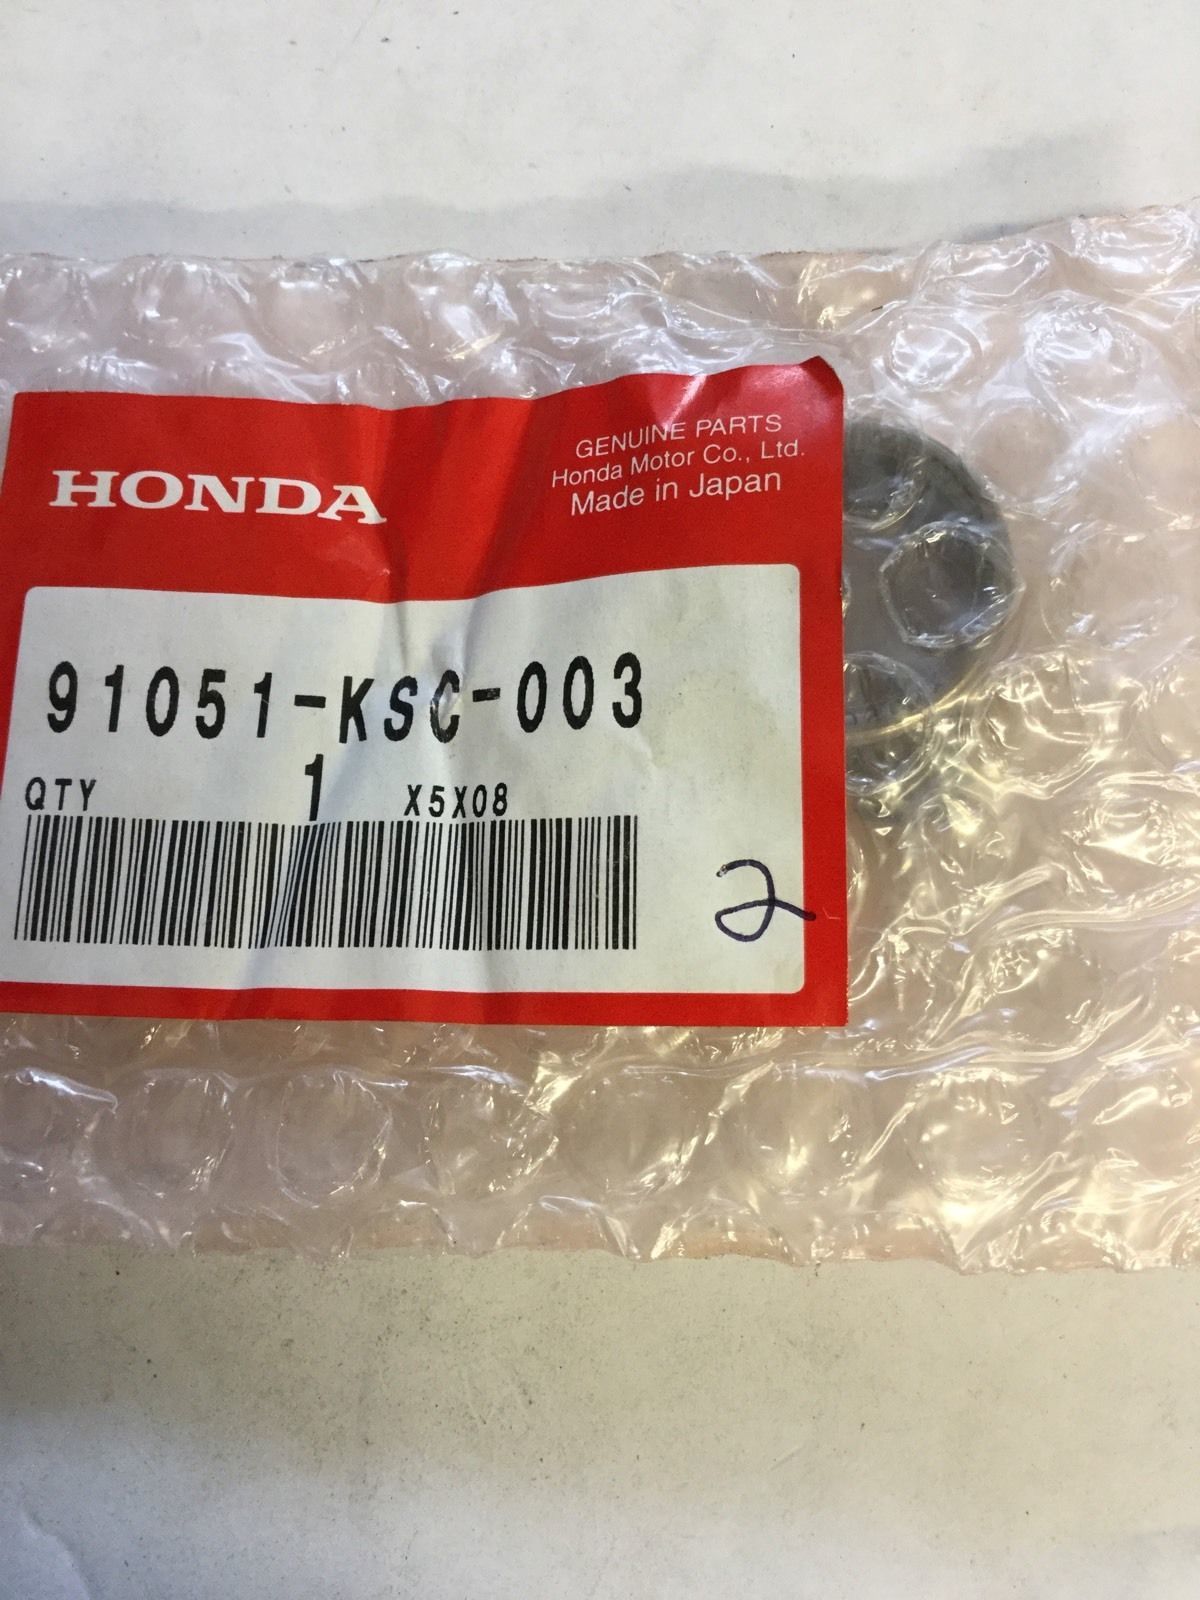 HONDA
GENUINE PARTS
Honda Motor Co., Ltd.
Made in Japan
91051-KSC-003
QTY 1 X5X08
2